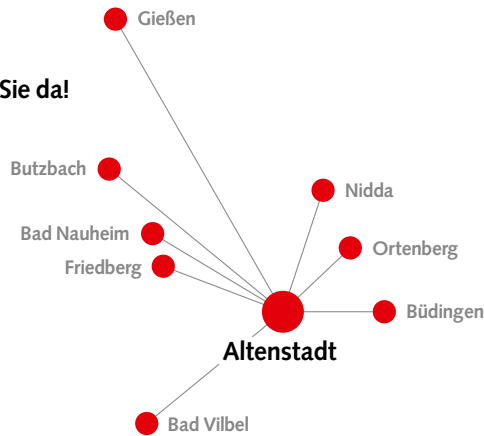 Gießen
Sie da!
Butzbach
Nidda
Bad Nauheim
Ortenberg
Friedberg
Büdingen
Altenstadt
Bad Vilbel